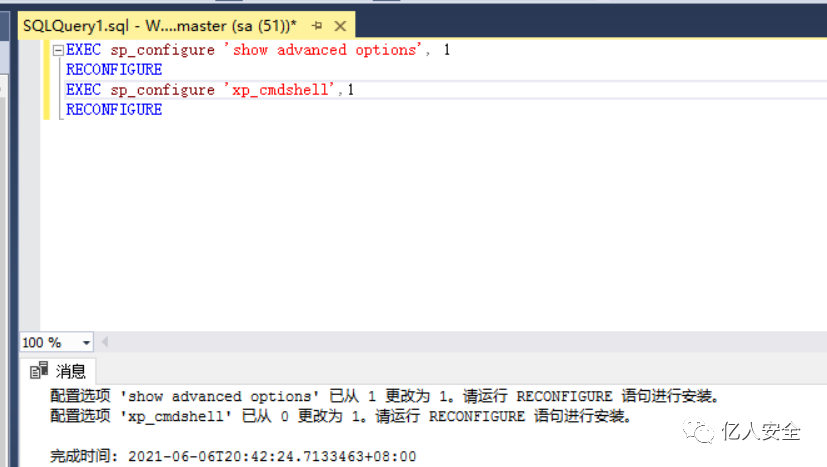 SQLQuery1.sql - W....master (sa (51))*
EXEC sp_configure 'show advanced options', 1
RECONFIGURE
EXEC sp_configure 'xp_cmdshell',1
RECONFIGURE
100 %
消息
配置选项 'show advanced options' 已从 1 更改为 1。请运行 RECONFIGURE 语句进行安装。
配置选项 'xp_cmdshell' 已从 0 更改为 1。请运行 RECONFIGURE 语句进行安装。
亿人安全
完成时间: 2021-06-06T20:42:24.7133463+08:00